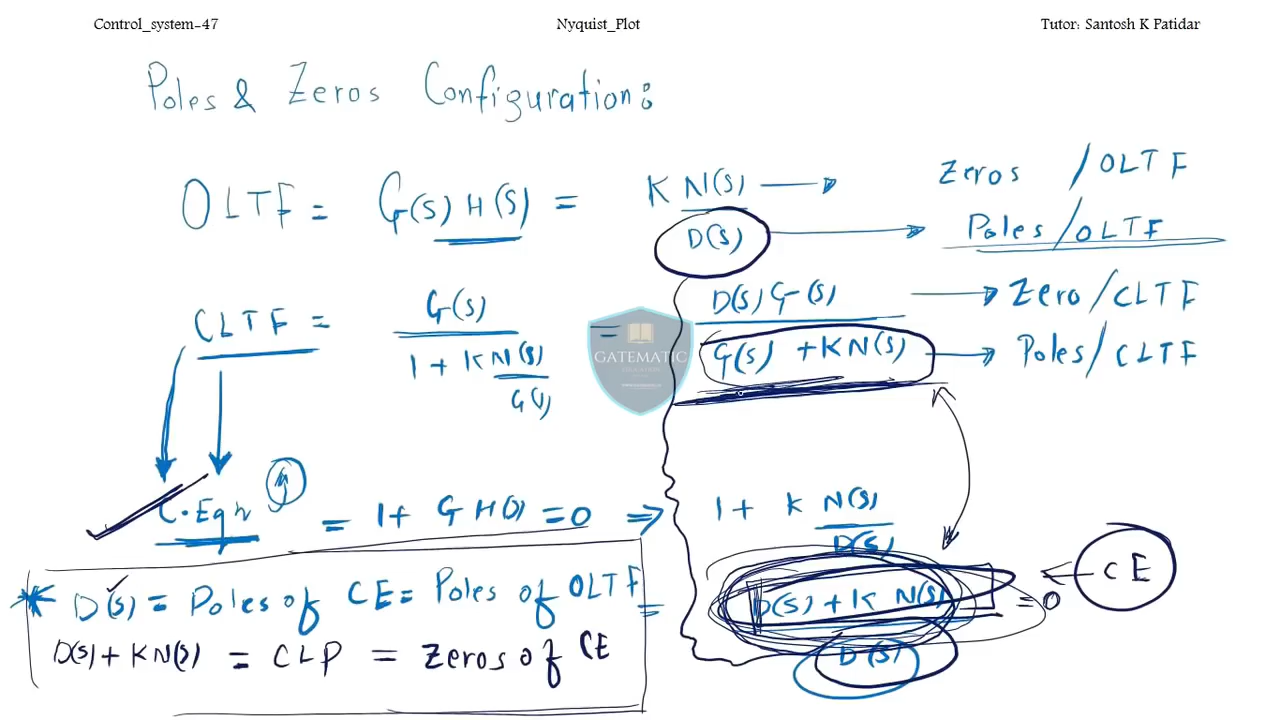 Control_system-47 Nyquist_Plot Tutor: Santosh K Patidar
Poles & Zeros Configuration:
OLTF = G(s) H(s) = K N(s) → Zeros /OLTF
D(s) → Poles/OLTF
CLTF = G(s) = D(s) G(s) → Zero/CLTF
1 + K N(s) G(s) + K N(s) → Poles/CLTF
G(s)
GATEMATIC
EDUCATION
C.Eqn = 1 + G H(s) = 0 ⇒ 1 + K N(s)
D(s)
* D(s) = Poles of CE = Poles of OLTF = D(s) + K N(s) = 0 ← CE
D(s) + K N(s) = CLP = Zeros of CE D(s)